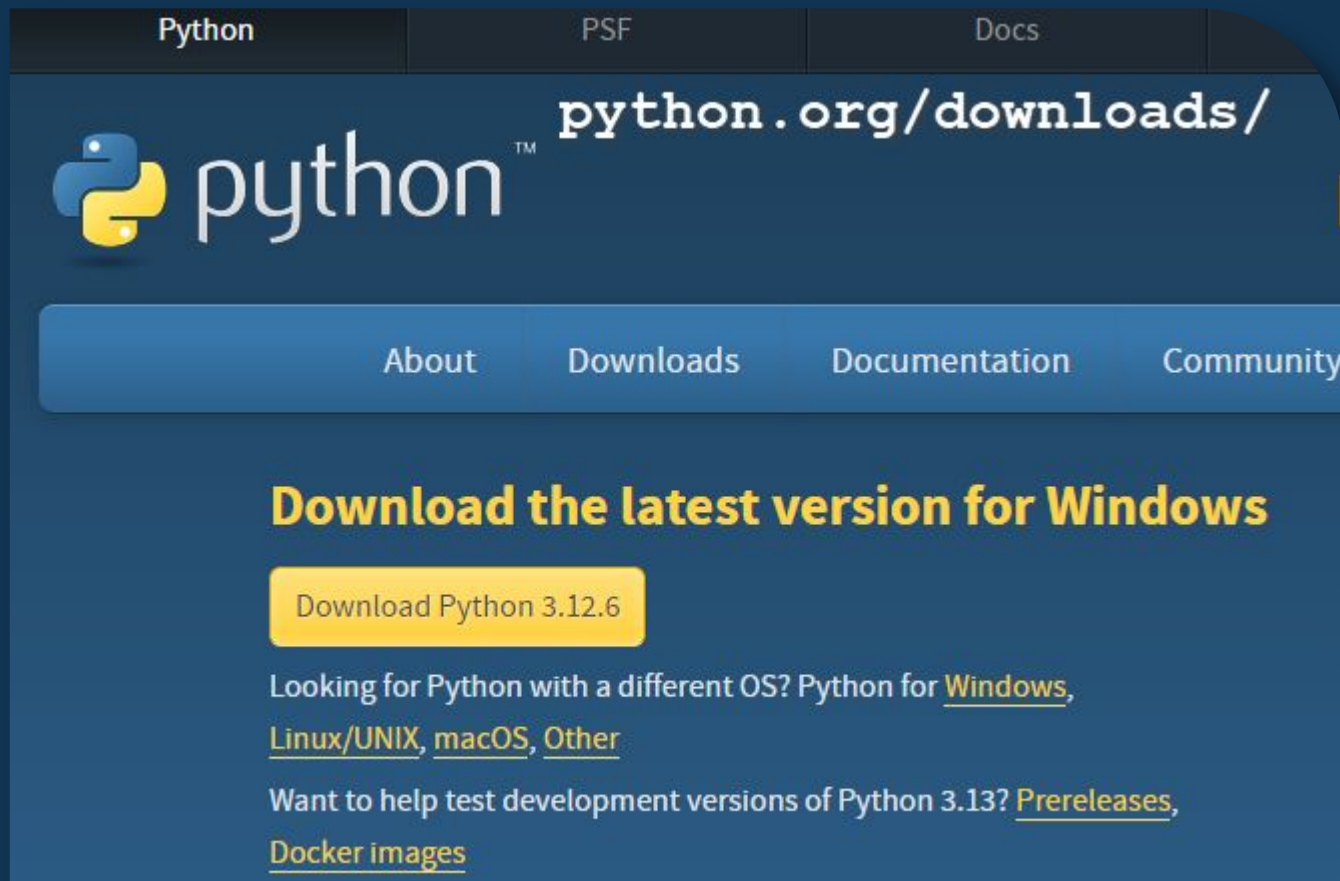 Python PSF Docs
python.org/downloads/
python™
About Downloads Documentation Community
Download the latest version for Windows
Download Python 3.12.6
Looking for Python with a different OS? Python for Windows,
Linux/UNIX, macOS, Other
Want to help test development versions of Python 3.13? Prereleases,
Docker images